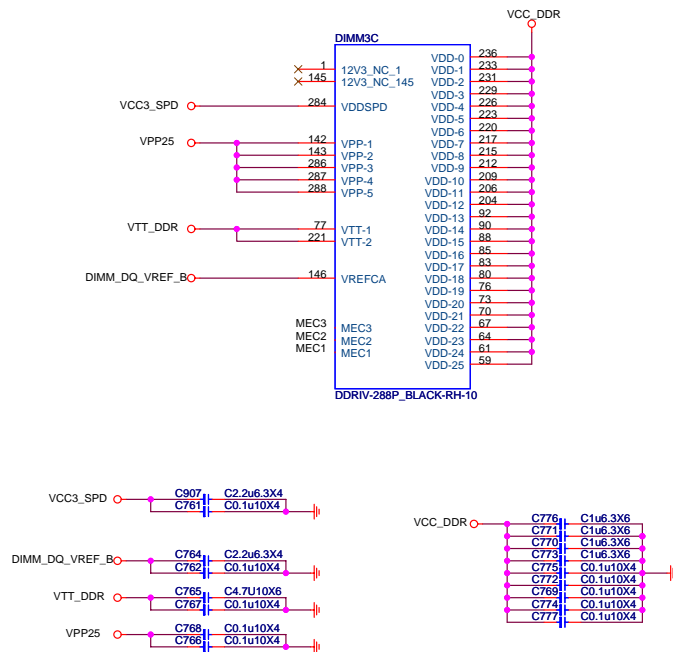 VCC_DDR
DIMM3C
1 12V3_NC_1 VDD-0 236
145 12V3_NC_145 VDD-1 233
VDD-2 231
VDD-3 229
VCC3_SPD 284 VDDSPD VDD-4 226
VDD-5 223
VDD-6 220
VPP25 142 VPP-1 VDD-7 217
143 VPP-2 VDD-8 215
286 VPP-3 VDD-9 212
287 VPP-4 VDD-10 209
288 VPP-5 VDD-11 206
VDD-12 204
VDD-13 92
VTT_DDR 77 VTT-1 VDD-14 90
221 VTT-2 VDD-15 88
VDD-16 85
VDD-17 83
DIMM_DQ_VREF_B 146 VREFCA VDD-18 80
VDD-19 76
VDD-20 73
VDD-21 70
MEC3 MEC3 VDD-22 67
MEC2 MEC2 VDD-23 64
MEC1 MEC1 VDD-24 61
VDD-25 59
DDRIV-288P_BLACK-RH-10
VCC3_SPD C907 C2.2u6.3X4
C761 C0.1u10X4
DIMM_DQ_VREF_B C764 C2.2u6.3X4
C762 C0.1u10X4
VTT_DDR C765 C4.7U10X6
C767 C0.1u10X4
VPP25 C768 C0.1u10X4
C766 C0.1u10X4
VCC_DDR C776 C1u6.3X6
C771 C1u6.3X6
C770 C1u6.3X6
C773 C1u6.3X6
C775 C0.1u10X4
C772 C0.1u10X4
C769 C0.1u10X4
C774 C0.1u10X4
C777 C0.1u10X4